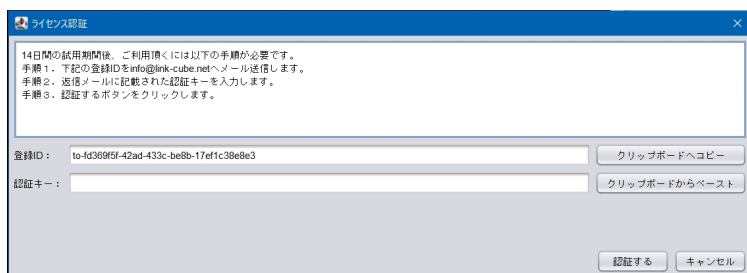 ライセンス認証
14日間の試用期間後、ご利用頂くには以下の手順が必要です。
手順1．下記の登録IDをinfo@link-cube.netへメール送信します。
手順2．返信メールに記載された認証キーを入力します。
手順3．認証するボタンをクリックします。
登録ID： to-fd369f5f-42ad-433c-be8b-17ef1c38e8e3 クリップボードへコピー
認証キー： クリップボードからペースト
認証する キャンセル